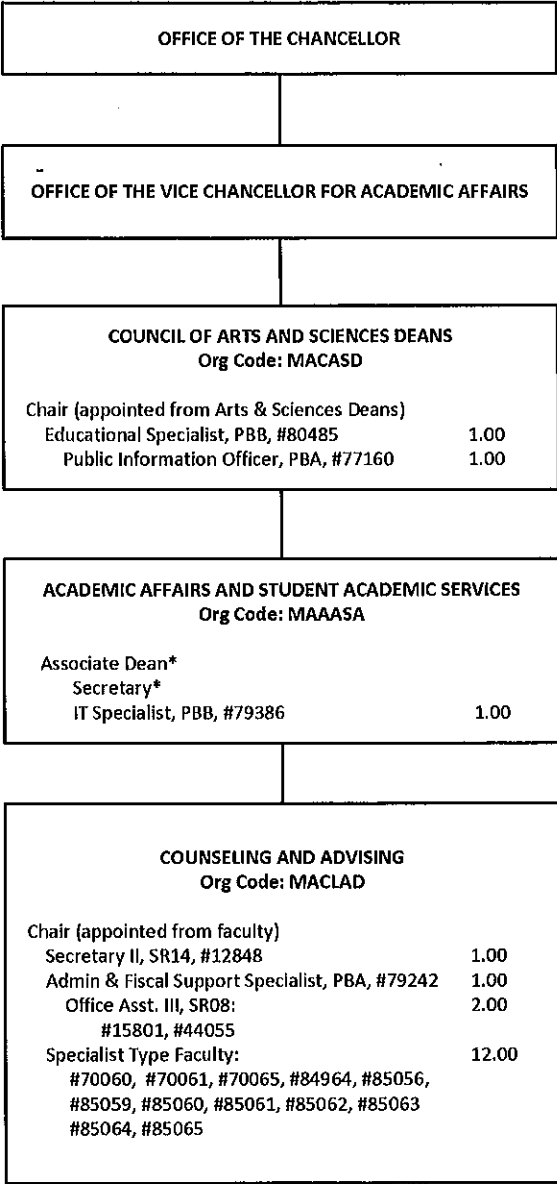 OFFICE OF THE CHANCELLOR
OFFICE OF THE VICE CHANCELLOR FOR ACADEMIC AFFAIRS
COUNCIL OF ARTS AND SCIENCES DEANS
Org Code: MACASD
Chair (appointed from Arts & Sciences Deans)
Educational Specialist, PBB, #80485 1.00
Public Information Officer, PBA, #77160 1.00
ACADEMIC AFFAIRS AND STUDENT ACADEMIC SERVICES
Org Code: MAAASA
Associate Dean*
Secretary*
IT Specialist, PBB, #79386 1.00
COUNSELING AND ADVISING
Org Code: MACLAD
Chair (appointed from faculty)
Secretary II, SR14, #12848 1.00
Admin & Fiscal Support Specialist, PBA, #79242 1.00
Office Asst. III, SR08: 2.00
#15801, #44055
Specialist Type Faculty: 12.00
#70060, #70061, #70065, #84964, #85056,
#85059, #85060, #85061, #85062, #85063
#85064, #85065